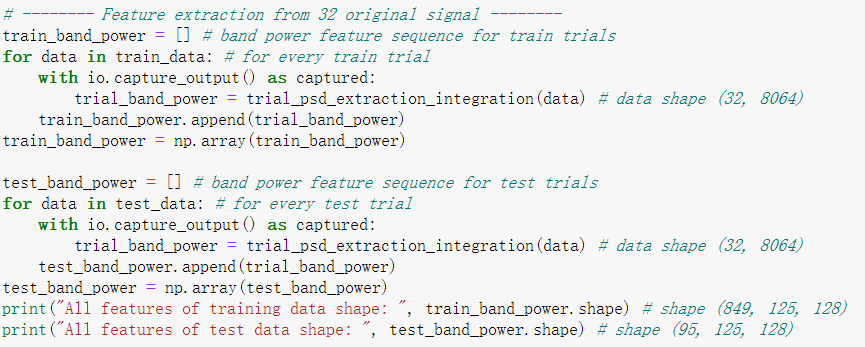 # -------- Feature extraction from 32 original signal --------
train_band_power = [] # band power feature sequence for train trials
for data in train_data: # for every train trial
    with io.capture_output() as captured:
        trial_band_power = trial_psd_extraction_integration(data) # data shape (32, 8064)
    train_band_power.append(trial_band_power)
train_band_power = np.array(train_band_power)

test_band_power = [] # band power feature sequence for test trials
for data in test_data: # for every test trial
    with io.capture_output() as captured:
        trial_band_power = trial_psd_extraction_integration(data) # data shape (32, 8064)
    test_band_power.append(trial_band_power)
test_band_power = np.array(test_band_power)
print("All features of training data shape: ", train_band_power.shape) # shape (849, 125, 128)
print("All features of test data shape: ", test_band_power.shape) # shape (95, 125, 128)